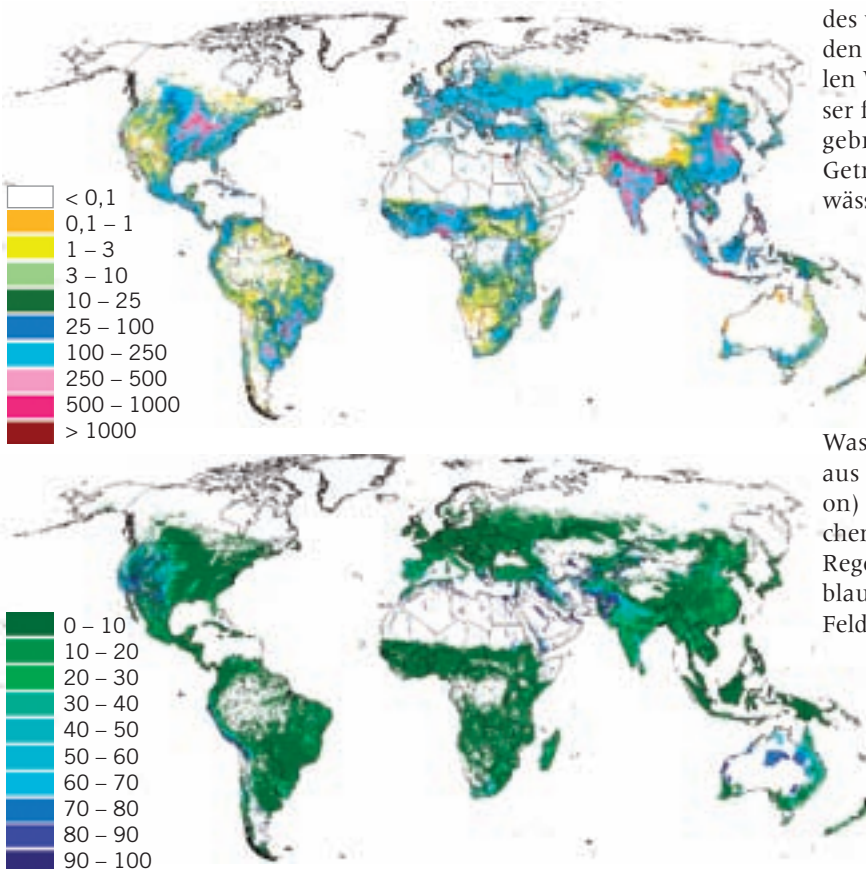 des
den
len
ser f
gebr
Getr
wäss
< 0,1
0,1 – 1
1 – 3
3 – 10
10 – 25
25 – 100
100 – 250
250 – 500
500 – 1000
> 1000
Was
aus
on)
chen
Rege
blau
Feld
0 – 10
10 – 20
20 – 30
30 – 40
40 – 50
50 – 60
60 – 70
70 – 80
80 – 90
90 – 100